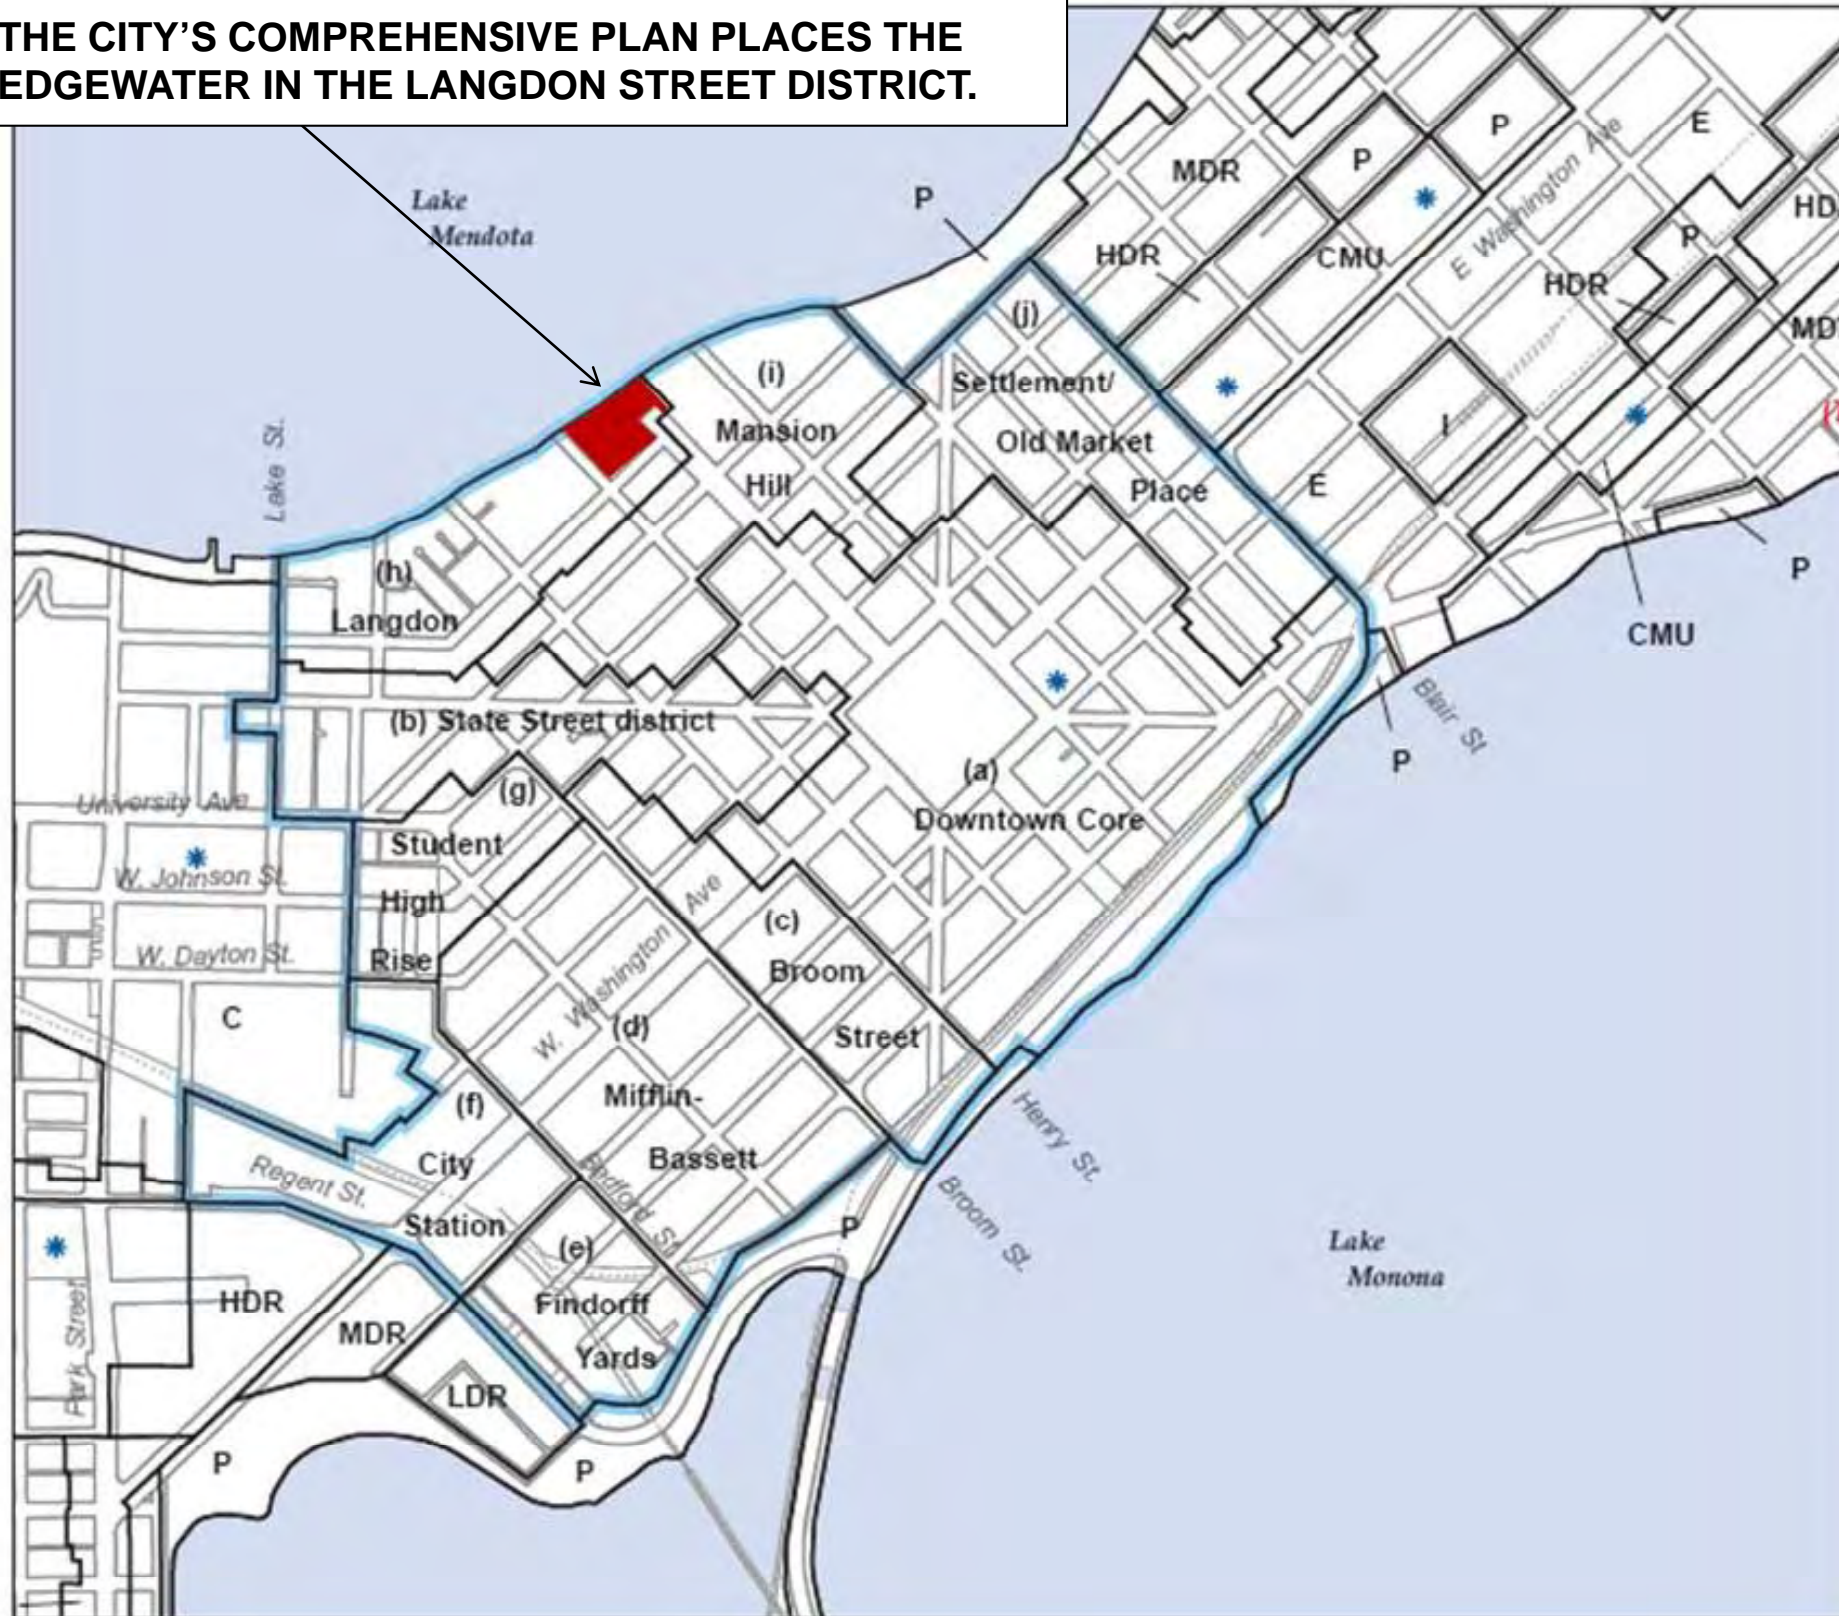 THE CITY’S COMPREHENSIVE PLAN PLACES THE
EDGEWATER IN THE LANGDON STREET DISTRICT.
Lake
Mendota
P
MDR
P
P
E
HD
HDR
CMU
E Washington Ave
P
HDR
MD
(j)
Settlement/
Old Market
Place
(i)
Mansion
Hill
I
E
Lake St.
(h)
Langdon
P
CMU
Blair St
P
(b) State Street district
(a)
Downtown Core
(g)
Student
High
Rise
University Ave
W. Johnson St.
W. Dayton St.
C
W. Washington Ave
(c)
Broom
Street
(d)
Mifflin-
Bassett
(f)
City
Station
Regent St.
Bedford St
Henry St.
Broom St.
P
(e)
Findorff
Yards
HDR
MDR
LDR
Park Street
P
P
Lake
Monona